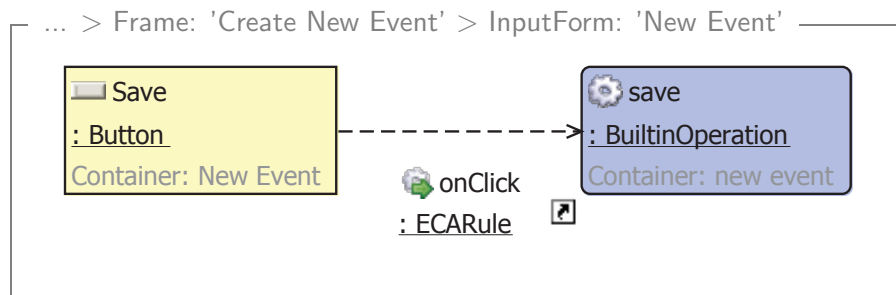 ... > Frame: ’Create New Event’ > InputForm: ’New Event’
Save
: Button
Container: New Event
onClick
: ECARule
save
: BuiltinOperation
Container: new event